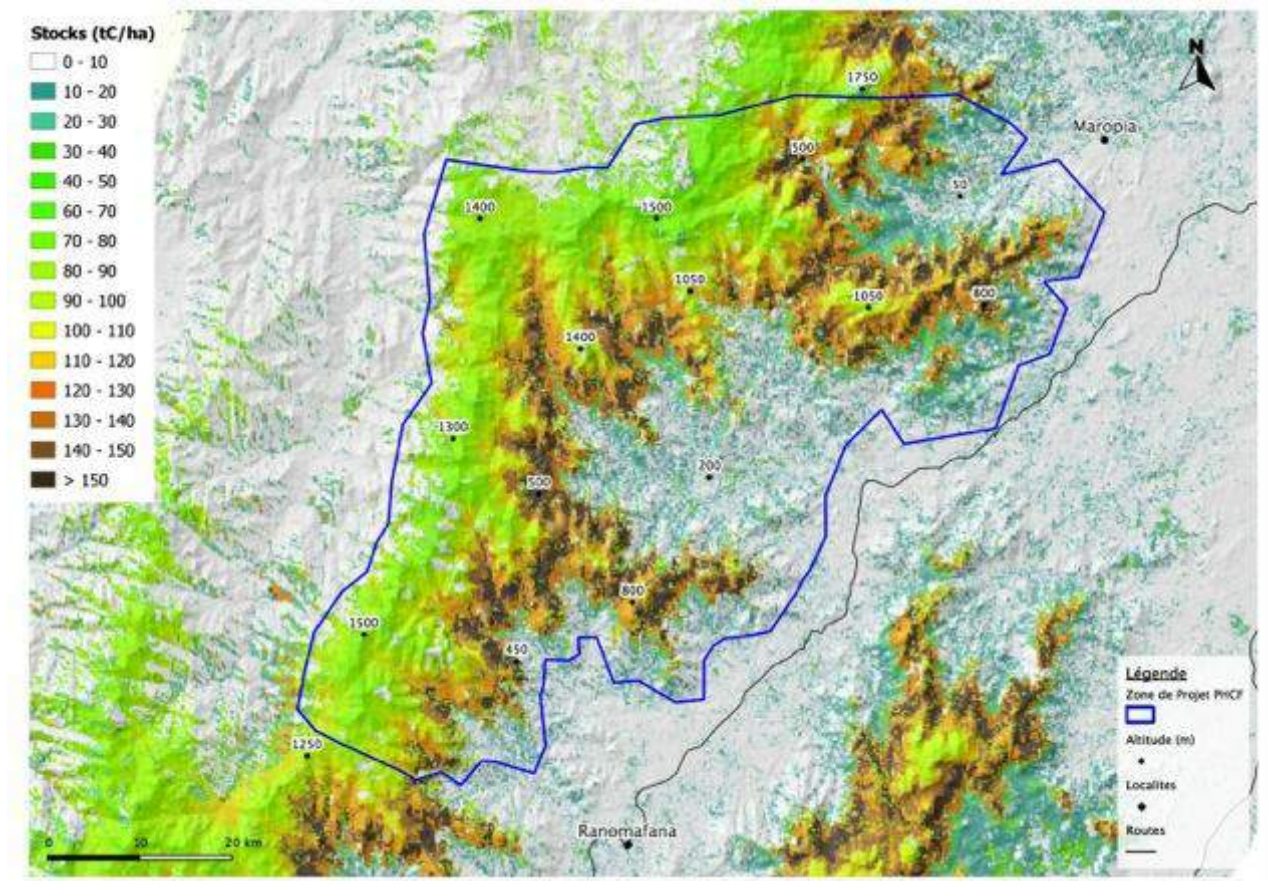 Stocks (tC/ha)
0 - 10
10 - 20
20 - 30
30 - 40
40 - 50
60 - 70
70 - 80
80 - 90
90 - 100
100 - 110
110 - 120
120 - 130
130 - 140
140 - 150
> 150
N
1750
Maropia
500
50
1400
1500
1050
1050
800
1400
1300
200
500
800
1500
450
1250
Ranomafana
0 10 20 km
Légende
Zone de Projet PHCF
Altitude (m)
Localites
Routes